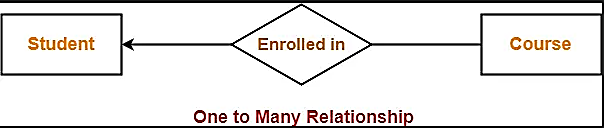 Student Enrolled in Course
One to Many Relationship